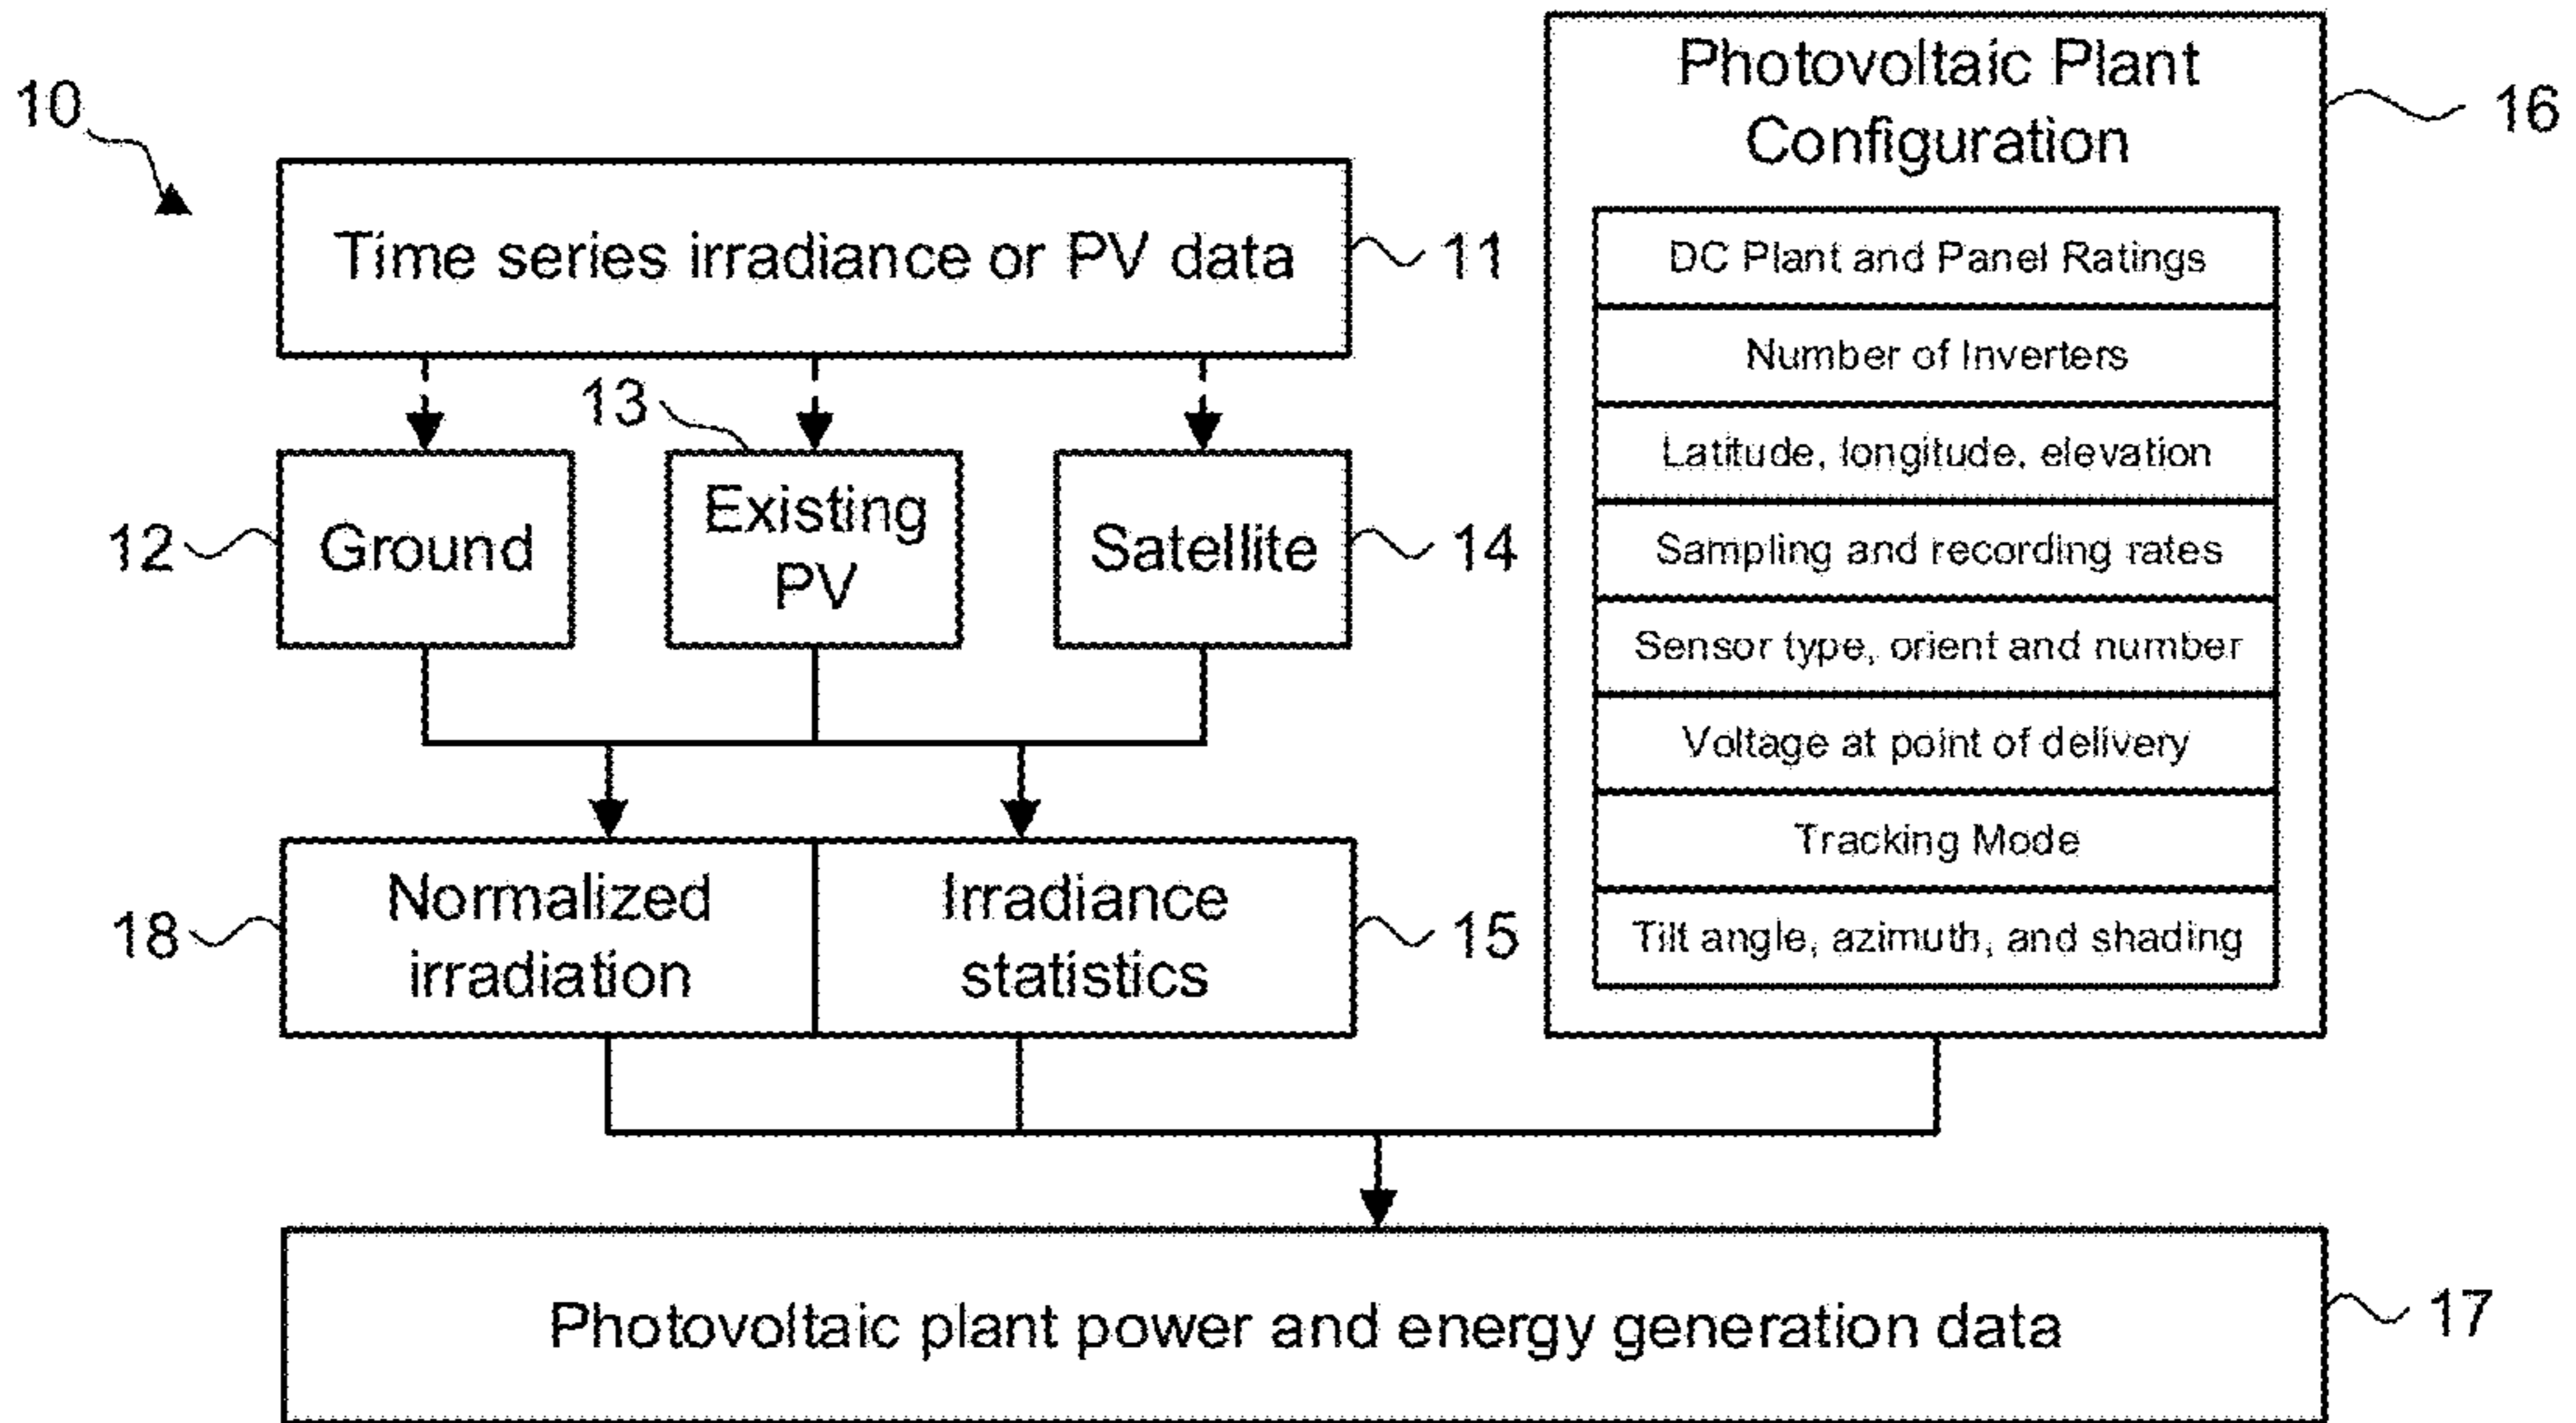 10
Photovoltaic Plant
Configuration
16
Time series irradiance or PV data
11
DC Plant and Panel Ratings
Number of Inverters
Latitude, longitude, elevation
Sampling and recording rates
Sensor type, orient and number
Voltage at point of delivery
Tracking Mode
Tilt angle, azimuth, and shading
13
12
Ground
Existing
PV
Satellite
14
18
Normalized
irradiation
Irradiance
statistics
15
Photovoltaic plant power and energy generation data
17